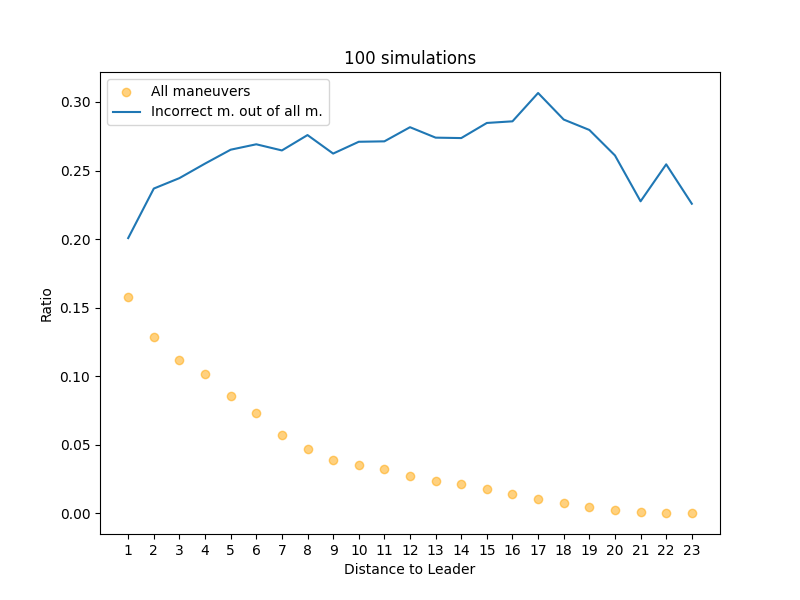 100 simulations
All maneuvers
Incorrect m. out of all m.
0.30
0.25
0.20
0.15
0.10
0.05
0.00
Ratio
1 2 3 4 5 6 7 8 9 10 11 12 13 14 15 16 17 18 19 20 21 22 23
Distance to Leader